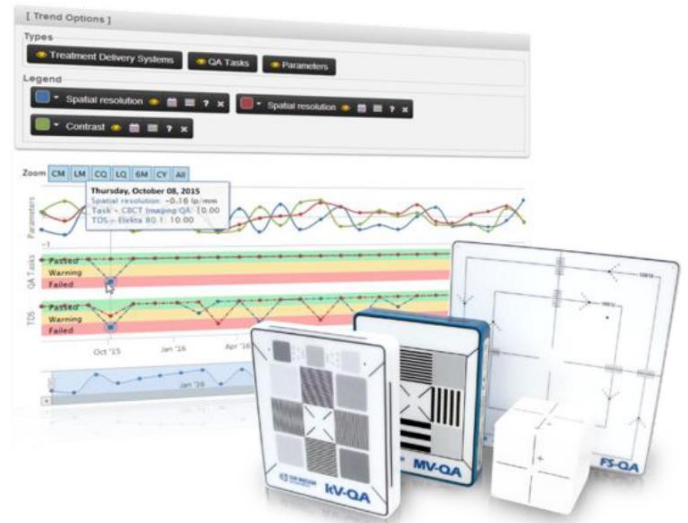 [ Trend Options ]
Types
Treatment Delivery Systems QA Tasks Parameters
Legend
Spatial resolution ? × Spatial resolution ? ×
Contrast ? ×
Zoom CM LM CQ LQ 6M CY All
Thursday, October 08, 2015
Spatial resolution: -0.16 lp/mm
Task - CBCT Imaging QA: 10.00
TDS - Elekta 80.1: 10.00
Parameters
-1
QA Tasks
Passed
Warning
Failed
TDS
Passed
Warning
Failed
Oct '15 Jan '16 Apr '16
Jan '16
kV-QA
MV-QA
FS-QA